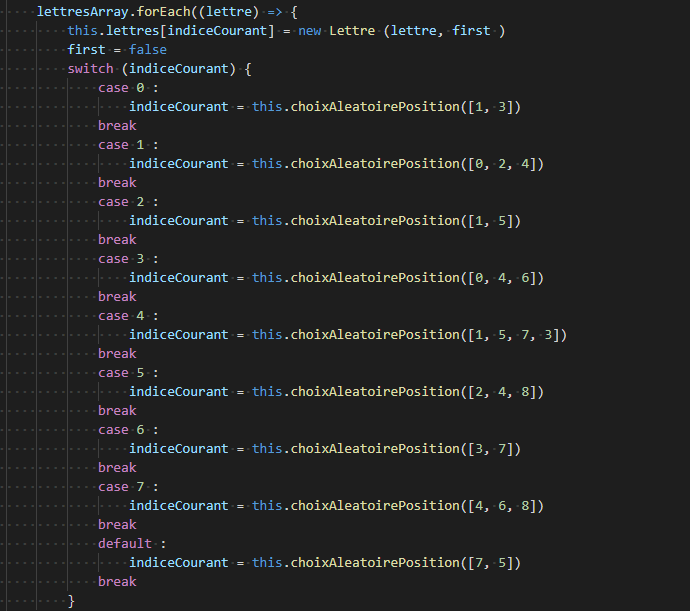 lettresArray.forEach((lettre) => {
this.lettres[indiceCourant] = new Lettre (lettre, first )
first = false
switch (indiceCourant) {
case 0 :
indiceCourant = this.choixAleatoirePosition([1, 3])
break
case 1 :
indiceCourant = this.choixAleatoirePosition([0, 2, 4])
break
case 2 :
indiceCourant = this.choixAleatoirePosition([1, 5])
break
case 3 :
indiceCourant = this.choixAleatoirePosition([0, 4, 6])
break
case 4 :
indiceCourant = this.choixAleatoirePosition([1, 5, 7, 3])
break
case 5 :
indiceCourant = this.choixAleatoirePosition([2, 4, 8])
break
case 6 :
indiceCourant = this.choixAleatoirePosition([3, 7])
break
case 7 :
indiceCourant = this.choixAleatoirePosition([4, 6, 8])
break
default :
indiceCourant = this.choixAleatoirePosition([7, 5])
break
}